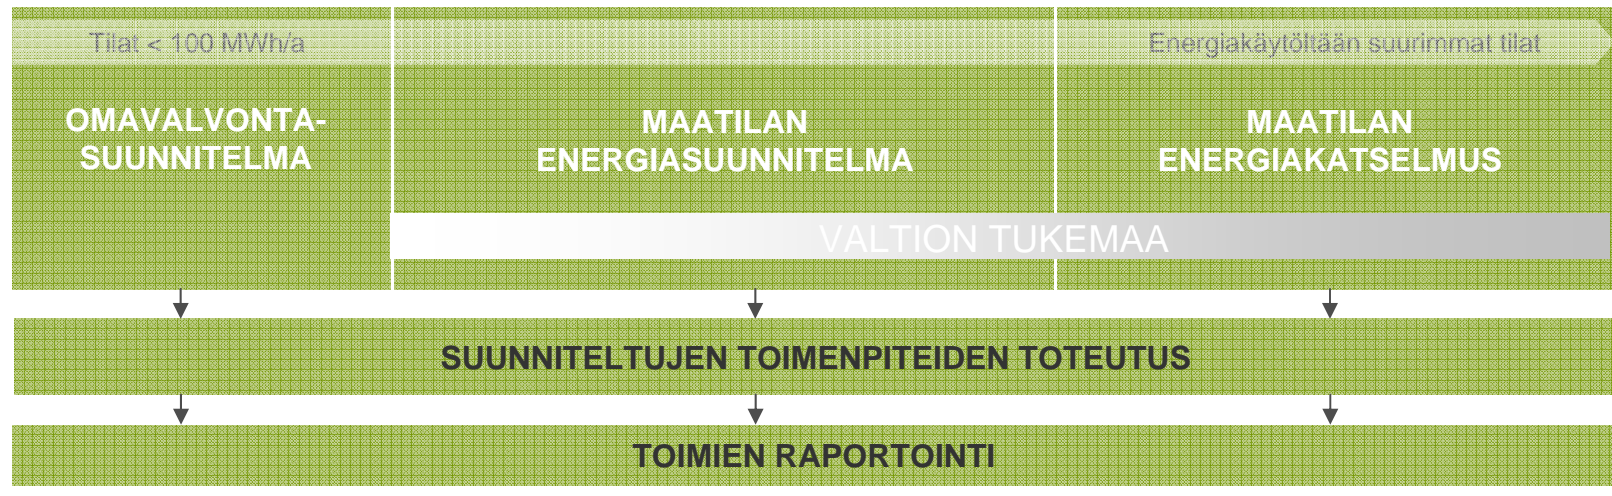 Tilat < 100 MWh/a
Energiakäytöltään suurimmat tilat
OMAVALVONTA-
SUUNNITELMA
MAATILAN
ENERGIASUUNNITELMA
MAATILAN
ENERGIAKATSELMUS
VALTION TUKEMAA
SUUNNITELTUJEN TOIMENPITEIDEN TOTEUTUS
TOIMIEN RAPORTOINTI